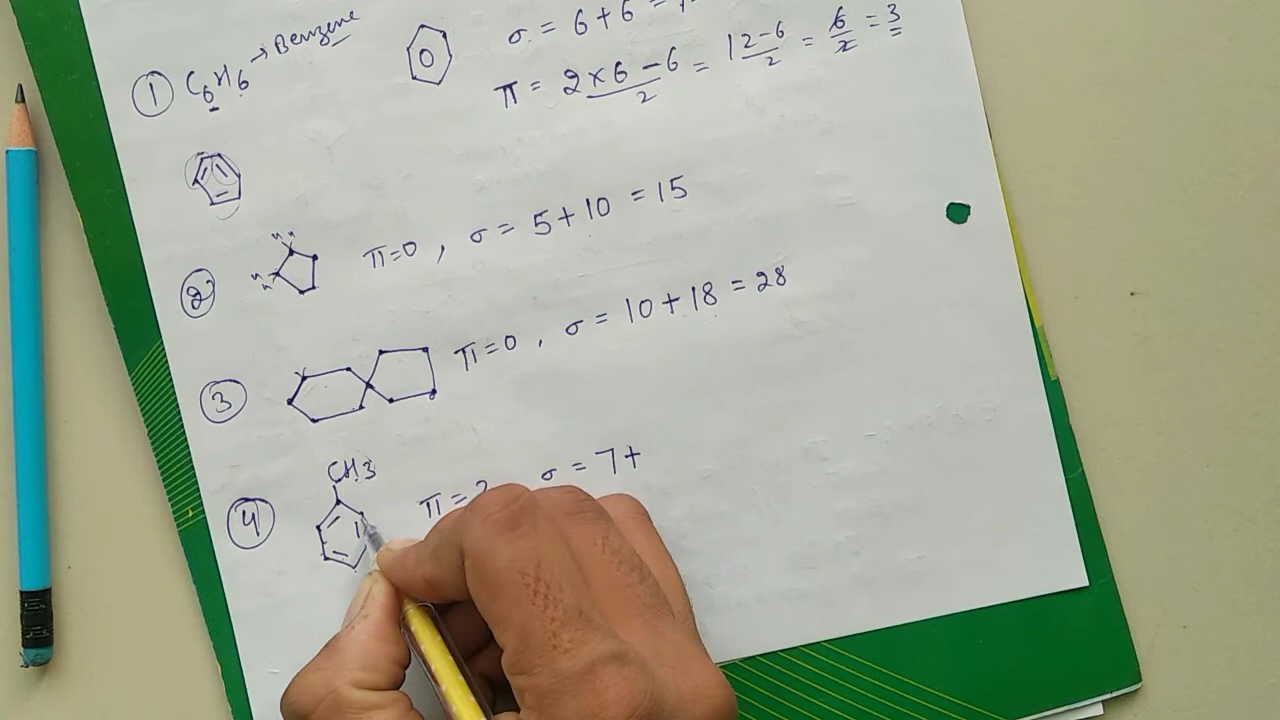 ① C6H6 → Benzene σ = 6 + 6 =
π = 2 × 6 - 6 / 2 = 12 - 6 / 2 = 6 / 2 = 3
② H H H H π = 0 , σ = 5 + 10 = 15
③ π = 0 , σ = 10 + 18 = 28
④ CH3 π = σ = 7 +